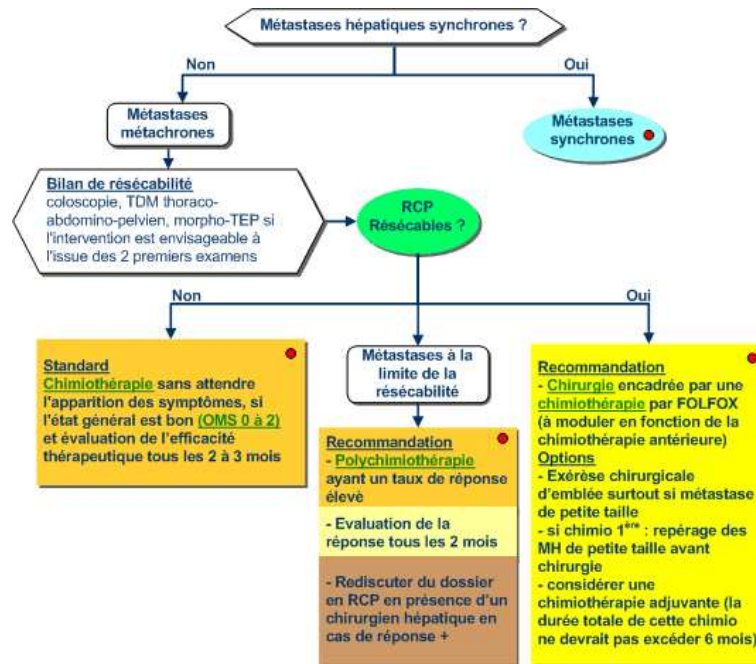 Métastases hépatiques synchrones ?
Non
Oui
Métastases
métachrones
Métastases
synchrones
Bilan de résécabilité
coloscopie, TDM thoraco-
abdomino-pelvien, morpho-TEP si
l'intervention est envisageable à
l'issue des 2 premiers examens
RCP
Résécables ?
Non
Oui
Standard
Chimiothérapie sans attendre
l'apparition des symptômes, si
l'état général est bon (OMS 0 à 2)
et évaluation de l'efficacité
thérapeutique tous les 2 à 3 mois
Métastases à la
limite de la
résécabilité
Recommandation
- Polychimiothérapie
ayant un taux de réponse
élevè
- Evaluation de la
réponse tous les 2 mois
- Rediscuter du dossier
en RCP en présence d'un
chirurgien hépatique en
cas de réponse +
Recommandation
- Chirurgie encadrée par une
chimiothérapie par FOLFOX
(à moduler en fonction de la
chimiothérapie antérieure)
Options
- Exérèse chirurgicale
d'emblée surtout si métastase
de petite taille
- si chimio 1ère : repérage des
MH de petite taille avant
chirurgie
- considérer une
chimiothérapie adjuvante (la
durée totale de cette chimio
ne devrait pas excéder 6 mois)